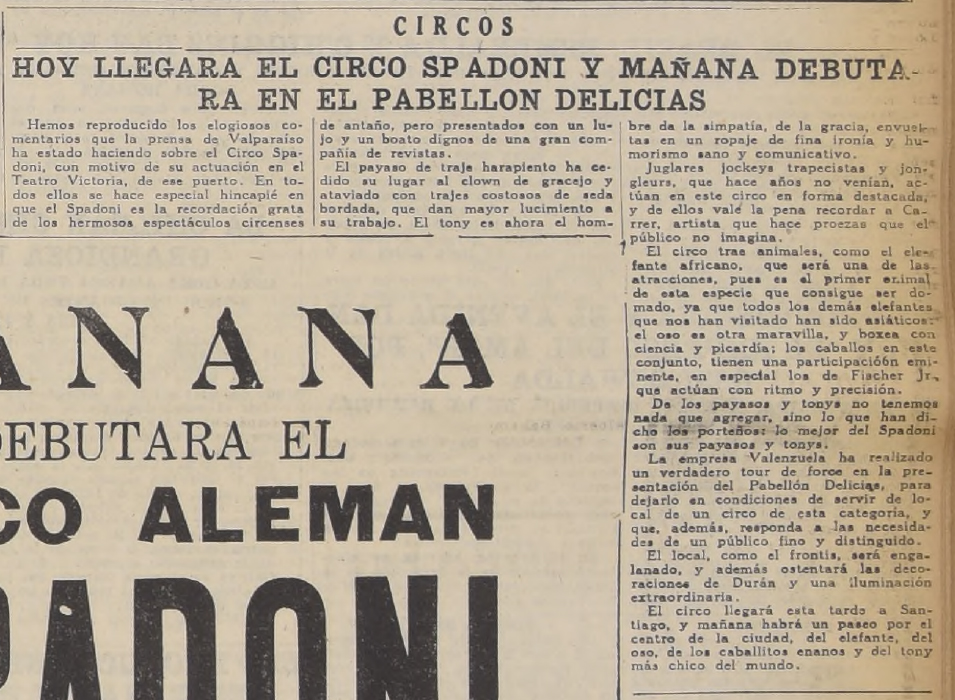 CIRCOS
HOY LLEGARA EL CIRCO SPADONI Y MAÑANA DEBUTA-
RA EN EL PABELLON DELICIAS
Hemos reproducido los elogiosos co-
mentarios que la prensa de Valparaíso
ha estado haciendo sobre el Circo Spa-
doni, con motivo de su actuación en el
Teatro Victoria, de ese puerto. En to-
dos ellos se hace especial hincapié en
que el Spadoni es la recordación grata
de los hermosos espectáculos circenses
de antaño, pero presentados con un lu-
jo y un boato dignos de una gran com-
pañía de revistas.
El payaso de traje harapiento ha ce-
dido su lugar al clown de gracejo y
ataviado con trajes costosos de seda
bordada, que dan mayor lucimiento a
su trabajo. El tony es ahora el hom-
bre de la simpatía, de la gracia, envuel-
tas en un ropaje de fina ironía y hu-
morismo sano y comunicativo.
Juglares jockeys trapecistas y jon-
gleurs, que hace años no venían, ac-
túan en este circo en forma destacada,
y de ellos vale la pena recordar a Ca-
rrer, artista que hace proezas que el
público no imagina.
El circo trae animales, como el ele-
fante africano, que será una de las
atracciones, pues es el primer animal
de esta especie que consigue ser do-
mado, ya que todos los demás elefantes
que nos han visitado han sido asiáticos:
el oso es otra maravilla, y boxea con
ciencia y picardía; los caballos en este
conjunto, tienen una participacióón emi-
nente, en especial los de Fischer Jr.
que actúan con ritmo y precisión.
De los payasos y tonys no tenemos
nada que agregar, sino lo que han di-
cho los porteños: lo mejor del Spadoni
son sus payasos y tonys.
La empresa Valenzuela ha realizado
un verdadero tour de force en la pre-
sentación del Pabellón Delicias, para
dejarlo en condiciones de servir de lo-
cal de un circo de esta categoría, y
que, además, responda a las necesida-
des de un público fino y distinguido.
El local, como el frontis, será enga-
lanado, y además ostentará las deco-
raciones de Durán y una iluminación
extraordinaria.
El circo llegará esta tarde a San-
tiago, y mañana habrá un paseo por el
centro de la ciudad, del elefante, del
oso, de los caballitos enanos y del tony
más chico del mundo.
ANANA
DEBUTARA EL
CO ALEMAN
PADONI